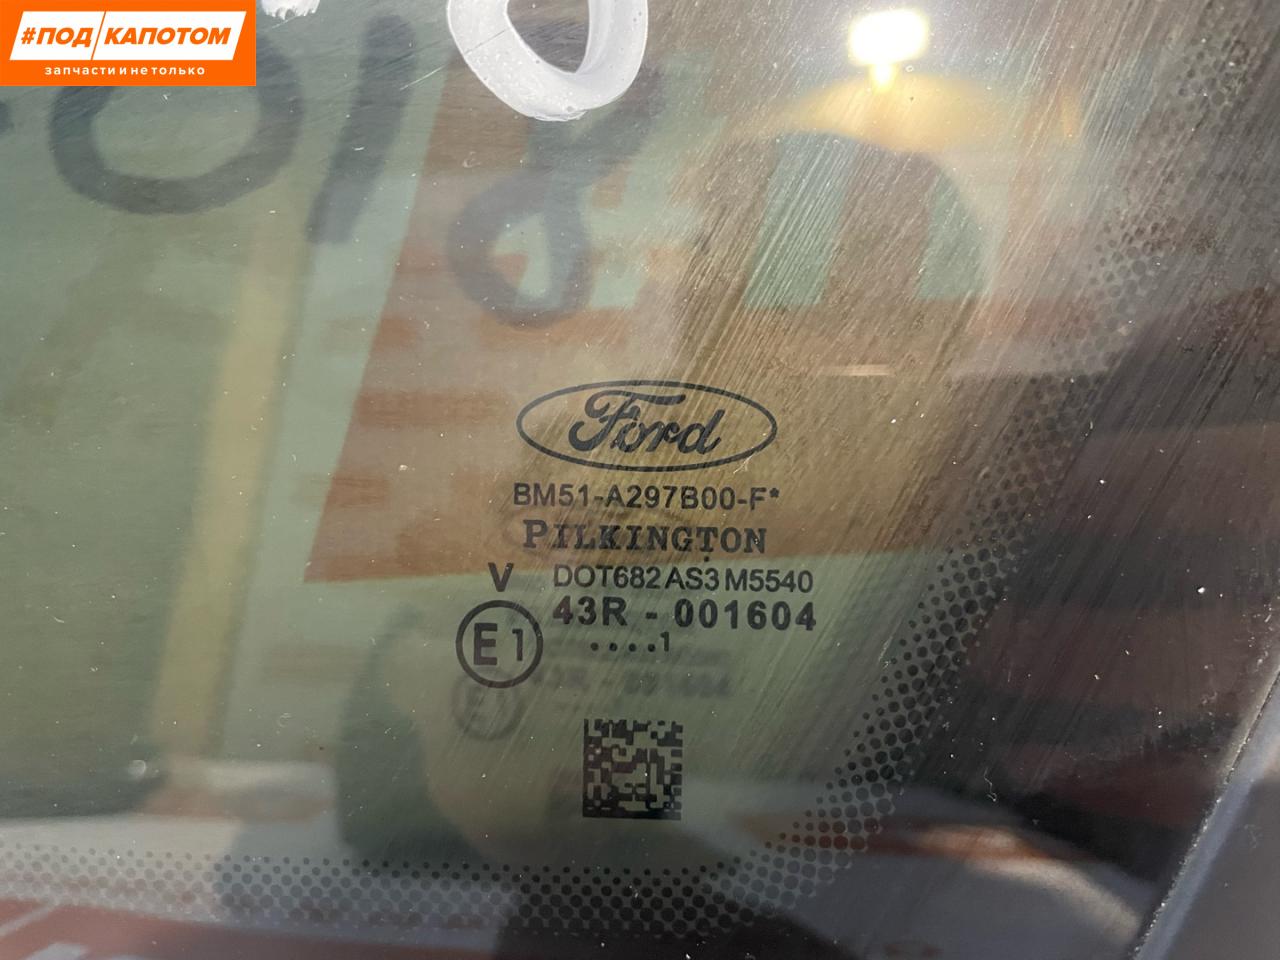 #ПОД КАПОТОМ
запчасти и не только
Ford
BM51-A297B00-F*
PILKINGTON
V DOT682 AS3 M5540
43R - 001604
E1 ....1